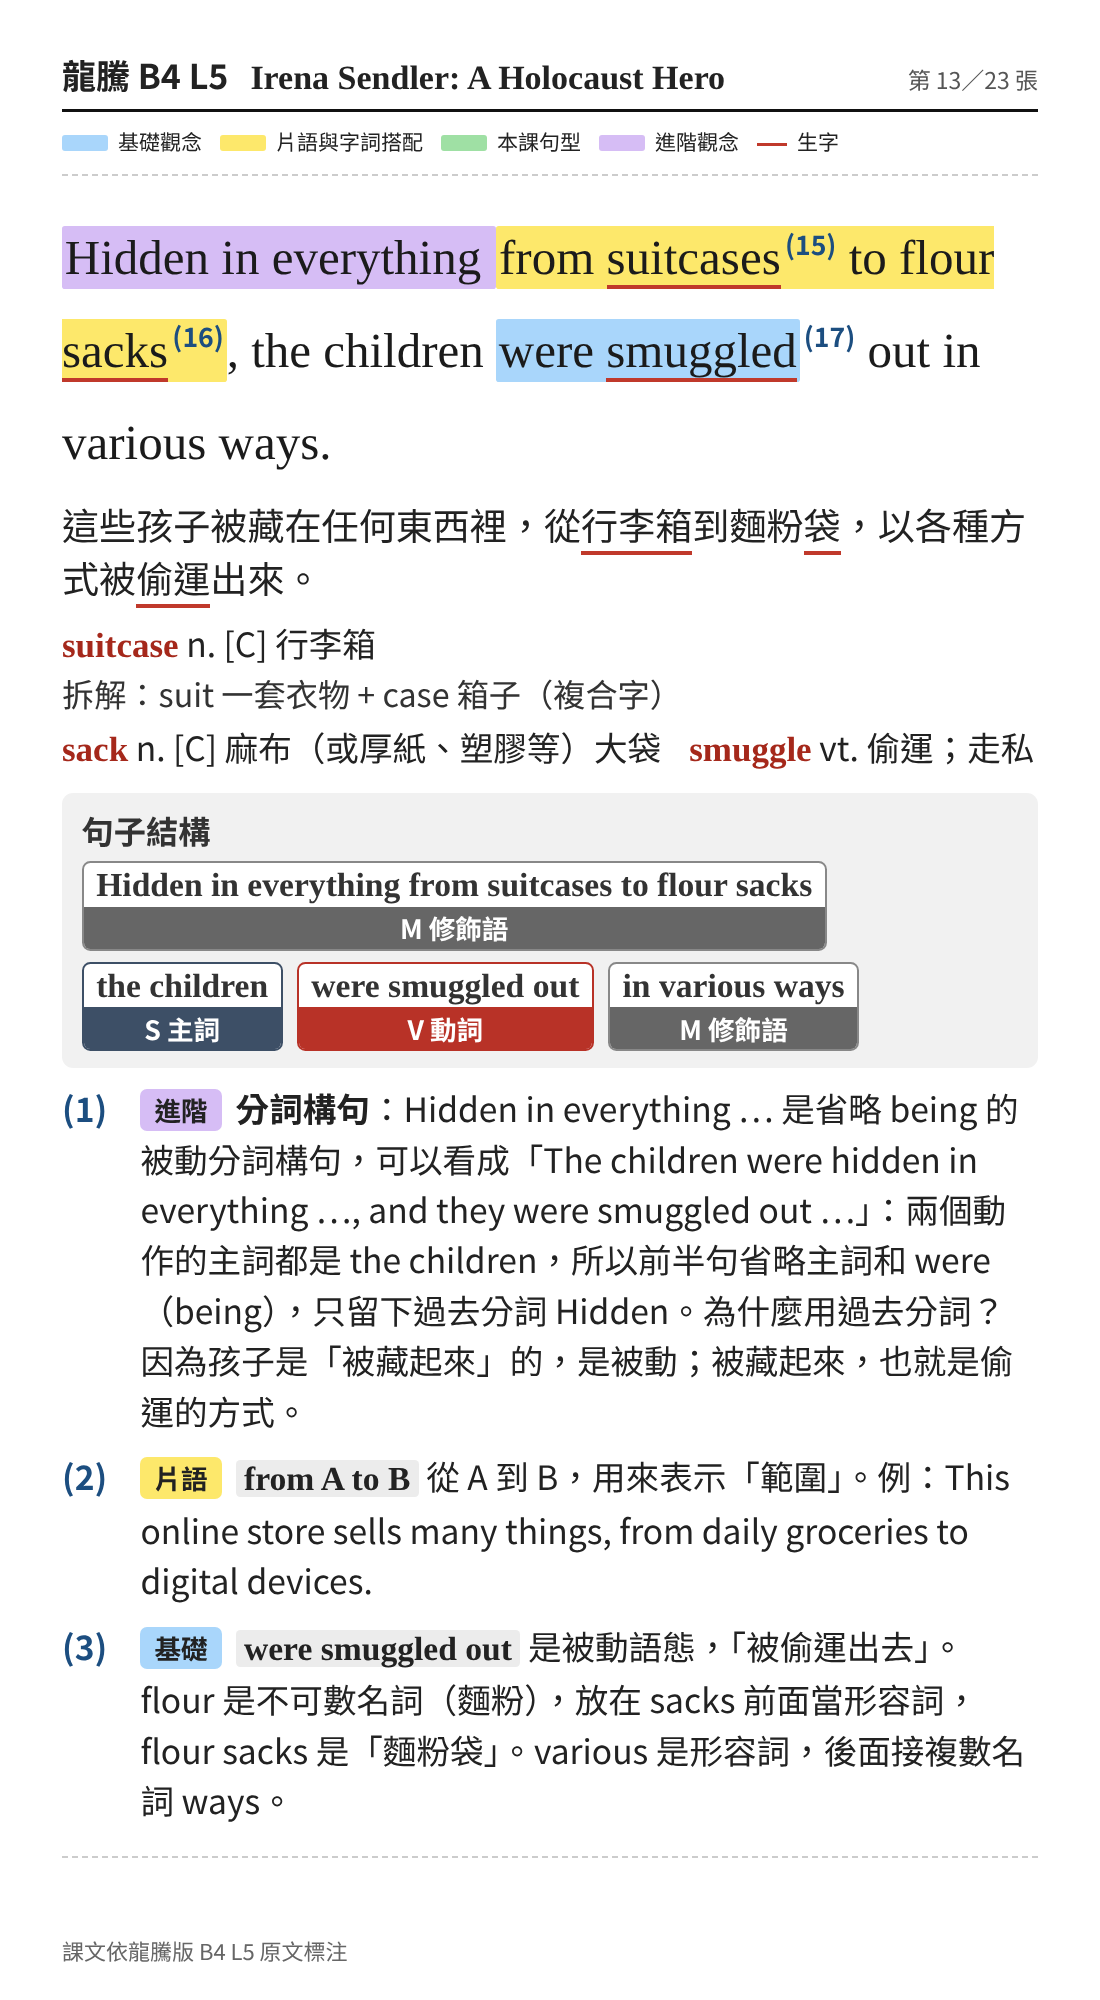 龍騰 B4 L5 Irena Sendler: A Holocaust Hero 第 13／23 張
基礎觀念 片語與字詞搭配 本課句型 進階觀念 生字
Hidden in everything from suitcases(15) to flour
sacks(16), the children were smuggled(17) out in
various ways.
這些孩子被藏在任何東西裡，從行李箱到麵粉袋，以各種方
式被偷運出來。
suitcase n. [C] 行李箱
拆解：suit 一套衣物 + case 箱子（複合字）
sack n. [C] 麻布（或厚紙、塑膠等）大袋 smuggle vt. 偷運；走私
句子結構
Hidden in everything from suitcases to flour sacks
M 修飾語
the children were smuggled out in various ways
S 主詞 V 動詞 M 修飾語
(1) 進階 分詞構句：Hidden in everything … 是省略 being 的
被動分詞構句，可以看成「The children were hidden in
everything …, and they were smuggled out …」：兩個動
作的主詞都是 the children，所以前半句省略主詞和 were
（being），只留下過去分詞 Hidden。為什麼用過去分詞？
因為孩子是「被藏起來」的，是被動；被藏起來，也就是偷
運的方式。
(2) 片語 from A to B 從 A 到 B，用來表示「範圍」。例：This
online store sells many things, from daily groceries to
digital devices.
(3) 基礎 were smuggled out 是被動語態，「被偷運出去」。
flour 是不可數名詞（麵粉），放在 sacks 前面當形容詞，
flour sacks 是「麵粉袋」。various 是形容詞，後面接複數名
詞 ways。
課文依龍騰版 B4 L5 原文標注